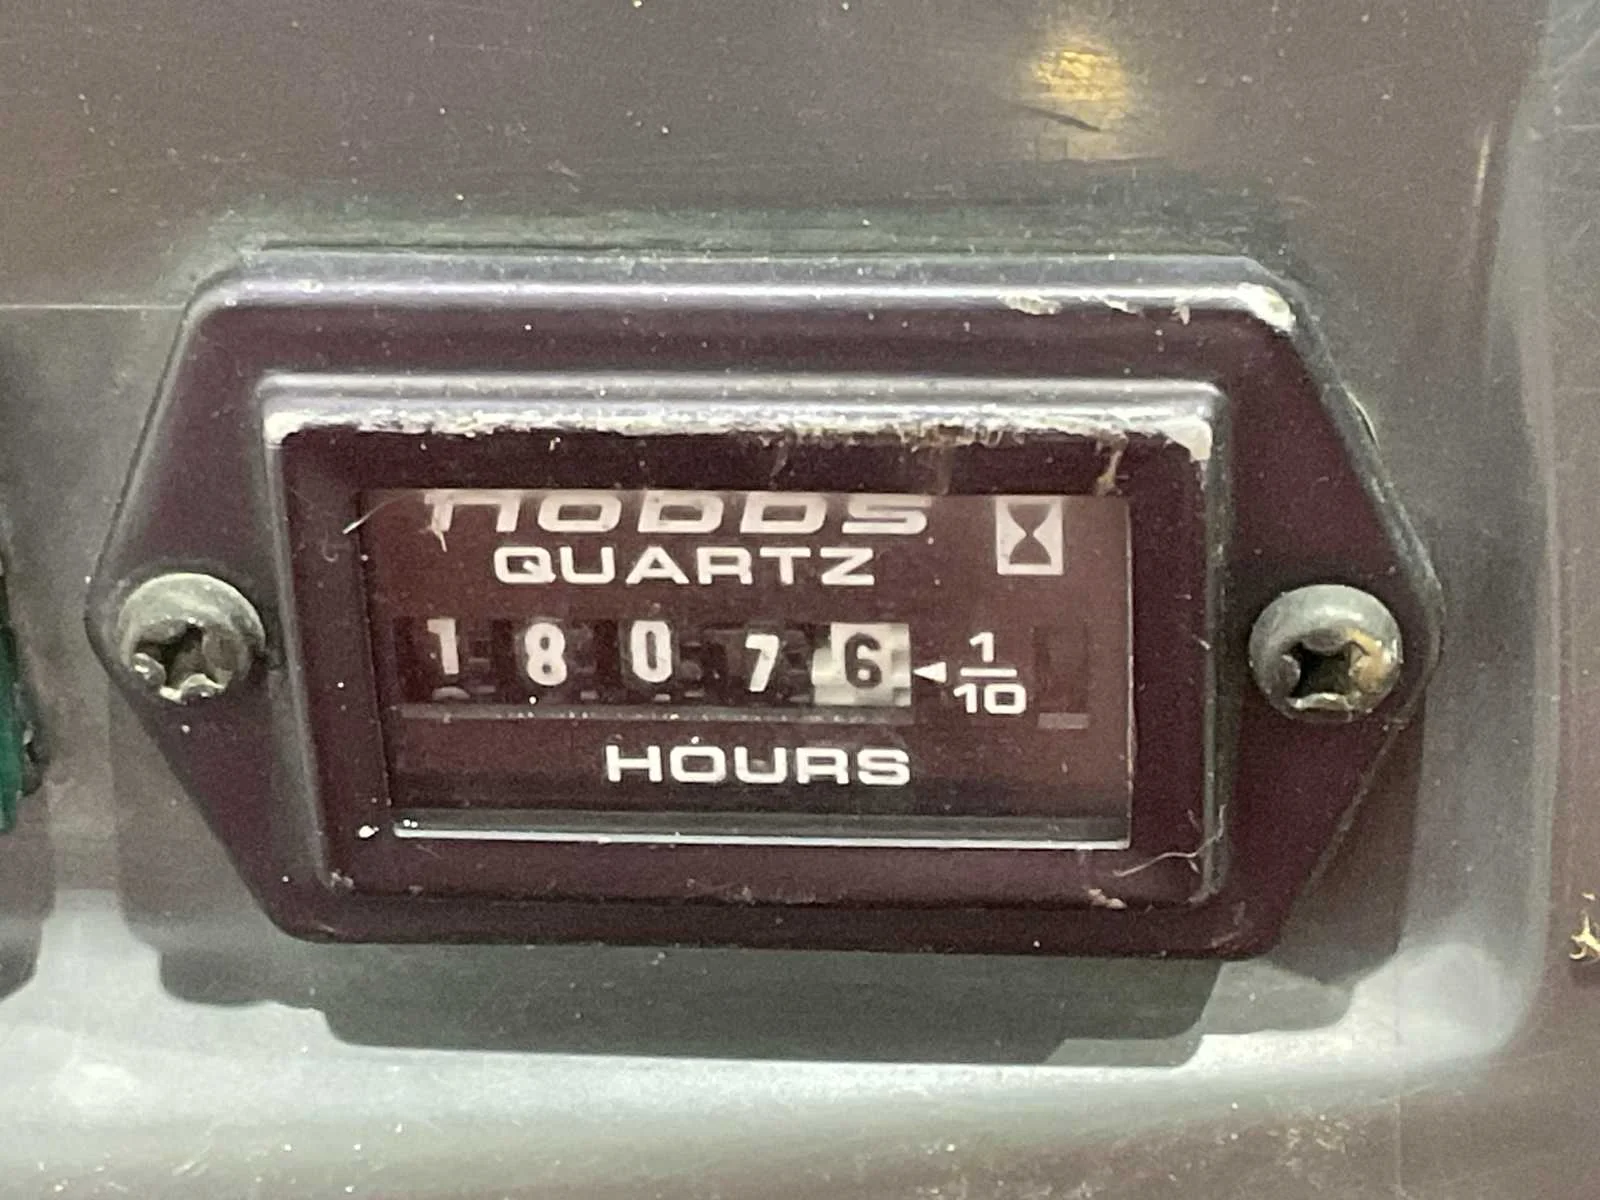 HOBBS
QUARTZ
18076 ◄ 1/10
HOURS